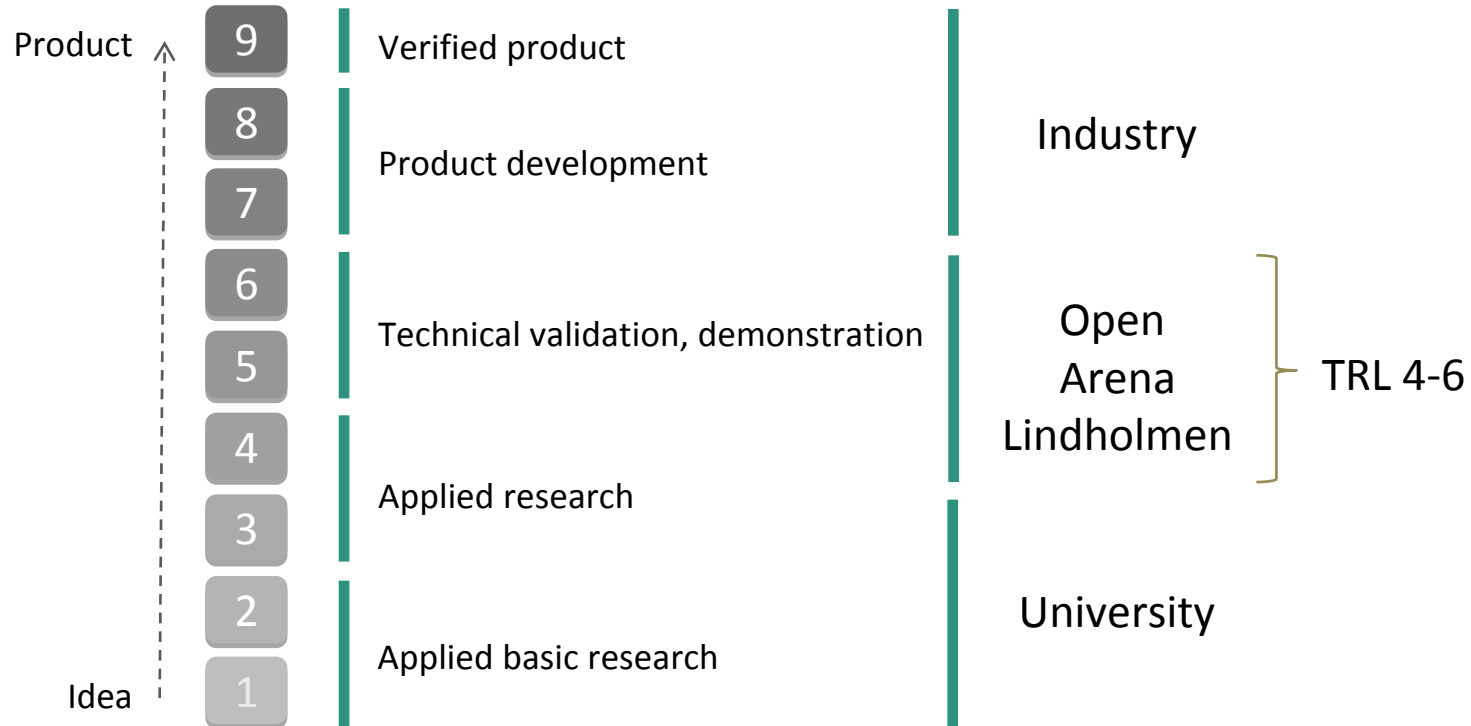 Product
9
Verified product
8
Product development
7
Industry
6
Technical validation, demonstration
5
Open
Arena
Lindholmen
TRL 4-6
4
Applied research
3
2
University
Applied basic research
1
Idea